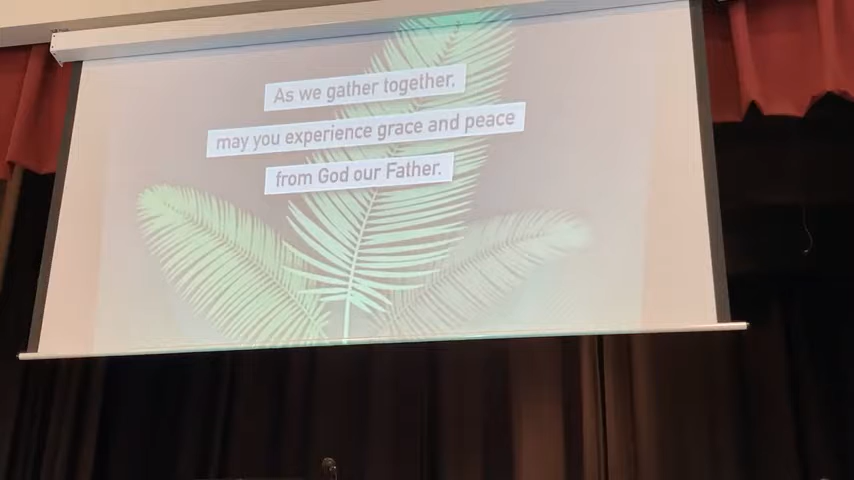 As we gather together,
may you experience grace and peace
from God our Father.